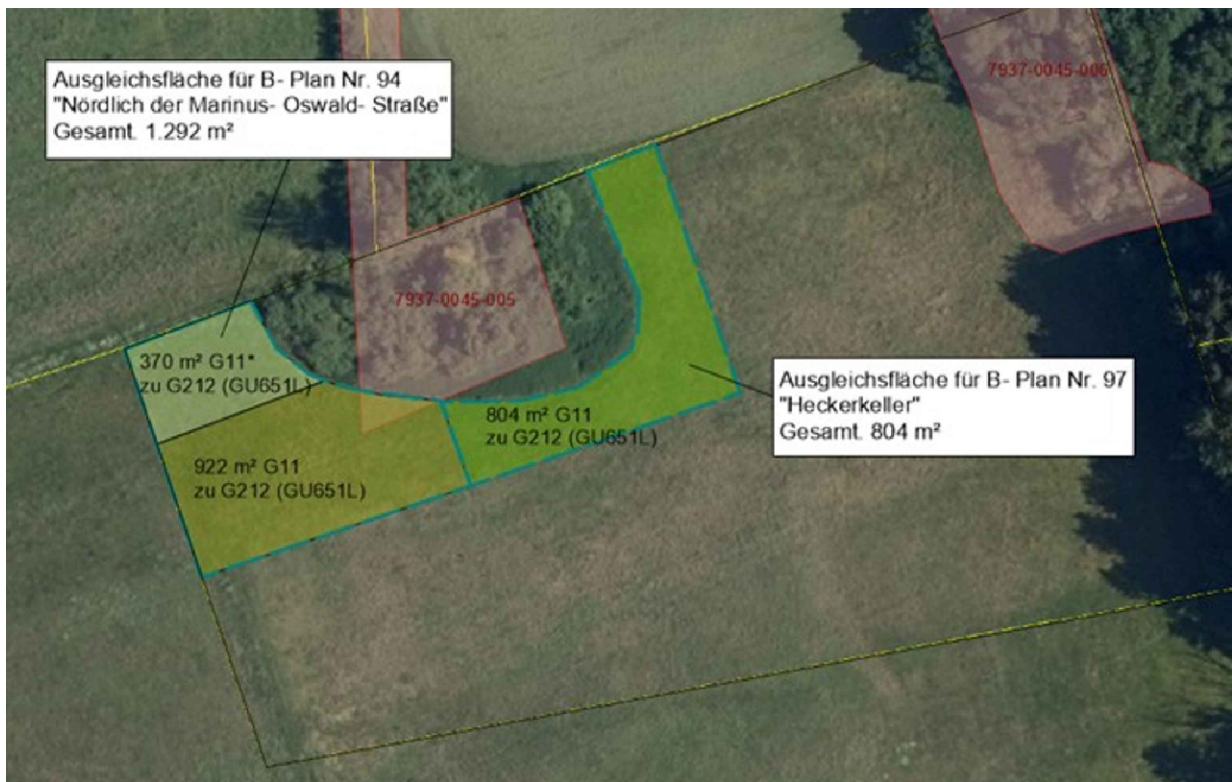 Ausgleichsfläche für B- Plan Nr. 94
"Nördlich der Marinus- Oswald- Straße"
Gesamt. 1.292 m²
7937-0045-006
7937-0045-005
370 m² G11*
zu G212 (GU651L)
922 m² G11
zu G212 (GU651L)
804 m² G11
zu G212 (GU651L)
Ausgleichsfläche für B- Plan Nr. 97
"Heckerkeller"
Gesamt. 804 m²